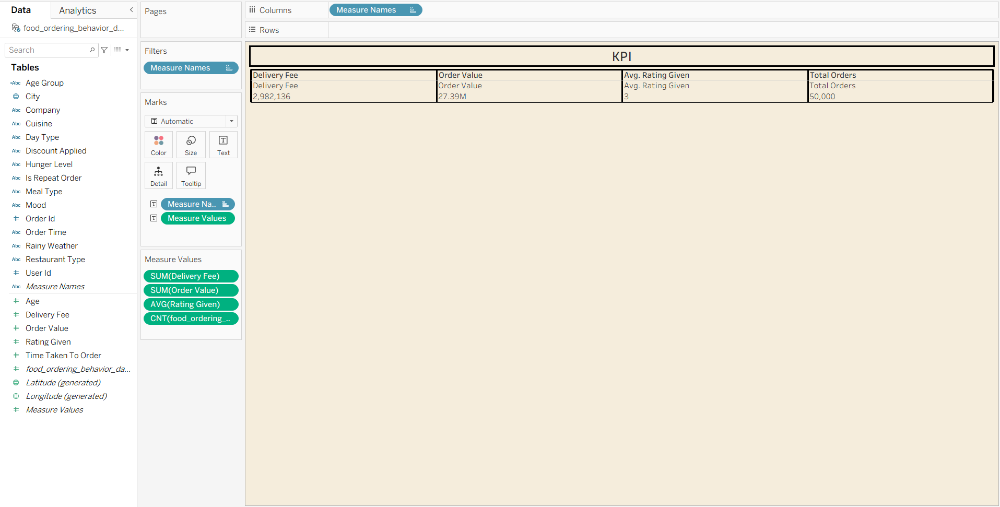 Data
Analytics
food_ordering_behavior_d...
Search
Tables
Abc Age Group
City
Abc Company
Abc Cuisine
Abc Day Type
Abc Discount Applied
Abc Hunger Level
Abc Is Repeat Order
Abc Meal Type
Abc Mood
# Order Id
Abc Order Time
Abc Rainy Weather
Abc Restaurant Type
# User Id
Abc Measure Names
# Age
# Delivery Fee
# Order Value
# Rating Given
# Time Taken To Order
# food_ordering_behavior_da...
Latitude (generated)
Longitude (generated)
# Measure Values
Pages
Filters
Measure Names
Marks
T Automatic
Color Size Text
Detail Tooltip
Measure Na..
Measure Values
Measure Values
SUM(Delivery Fee)
SUM(Order Value)
AVG(Rating Given)
CNT(food_ordering_..
Columns Measure Names
Rows
KPI
Delivery Fee Order Value Avg. Rating Given Total Orders
Delivery Fee Order Value Avg. Rating Given Total Orders
2,982,136 27.39M 3 50,000